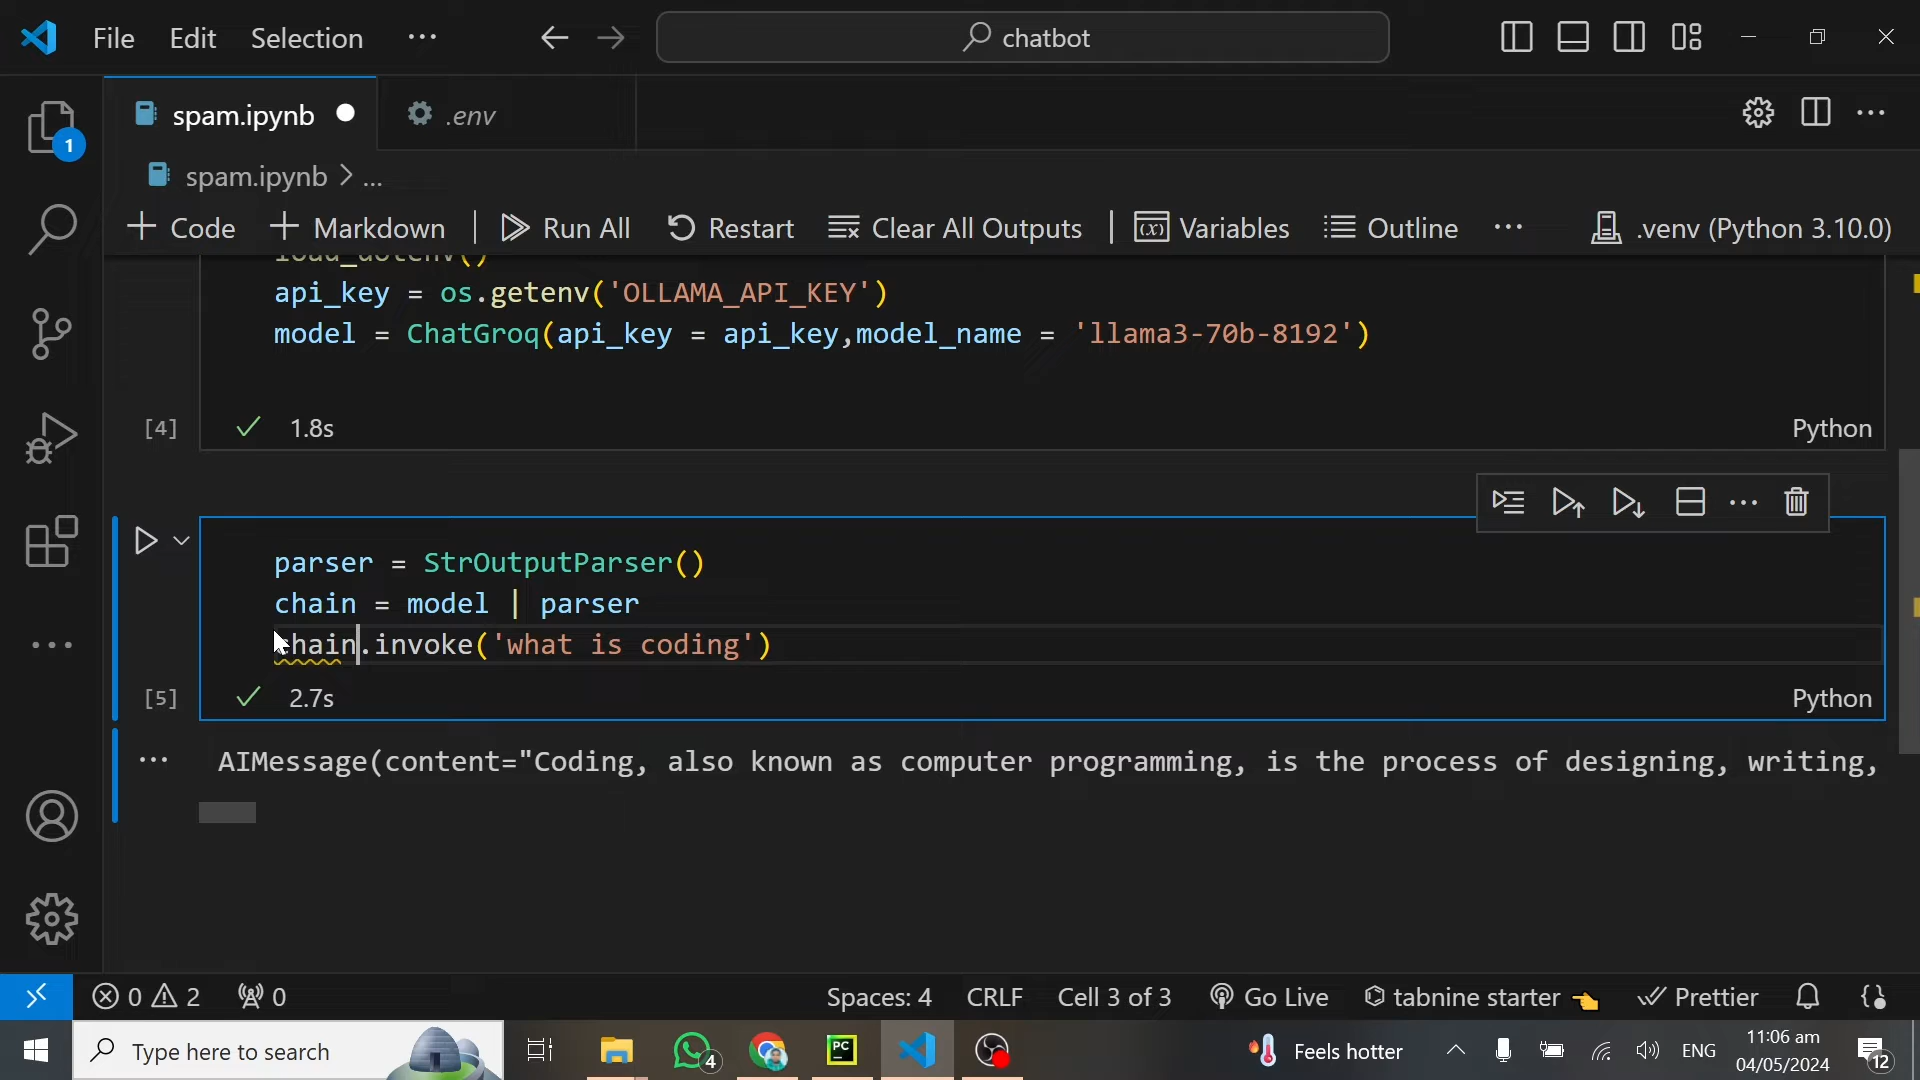 File Edit Selection ...
chatbot
spam.ipynb
.env
1
spam.ipynb > ...
+ Code + Markdown | Run All Restart Clear All Outputs | Variables Outline ... .venv (Python 3.10.0)
load_dotenv()
api_key = os.getenv('OLLAMA_API_KEY')
model = ChatGroq(api_key = api_key,model_name = 'llama3-70b-8192')
[4] 1.8s Python
parser = StrOutputParser()
chain = model | parser
chain.invoke('what is coding')
[5] 2.7s Python
... AIMessage(content="Coding, also known as computer programming, is the process of designing, writing,
0 2 0 Spaces: 4 CRLF Cell 3 of 3 Go Live tabnine starter Prettier
Type here to search 4 PC Feels hotter ENG 11:06 am
04/05/2024 12